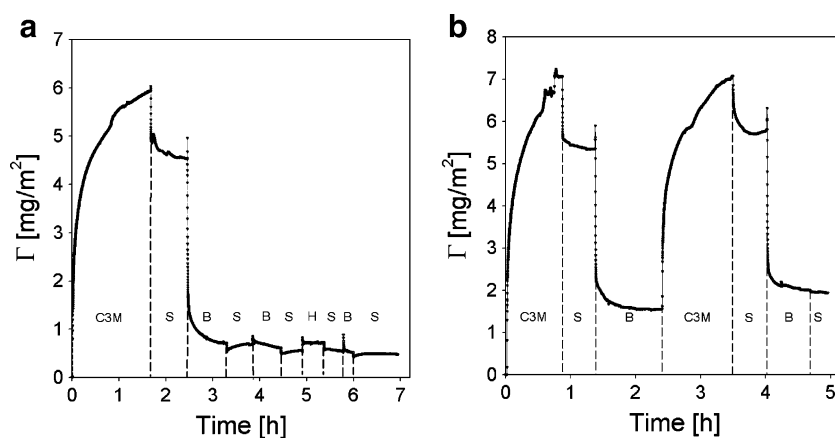 a
7
6
5
4
3
2
1
0
Γ [mg/m²]
C3M S B S B S H S B S
0 1 2 3 4 5 6 7
Time [h]
b
8
7
6
5
4
3
2
1
0
Γ [mg/m²]
C3M S B C3M S B S
0 1 2 3 4 5
Time [h]